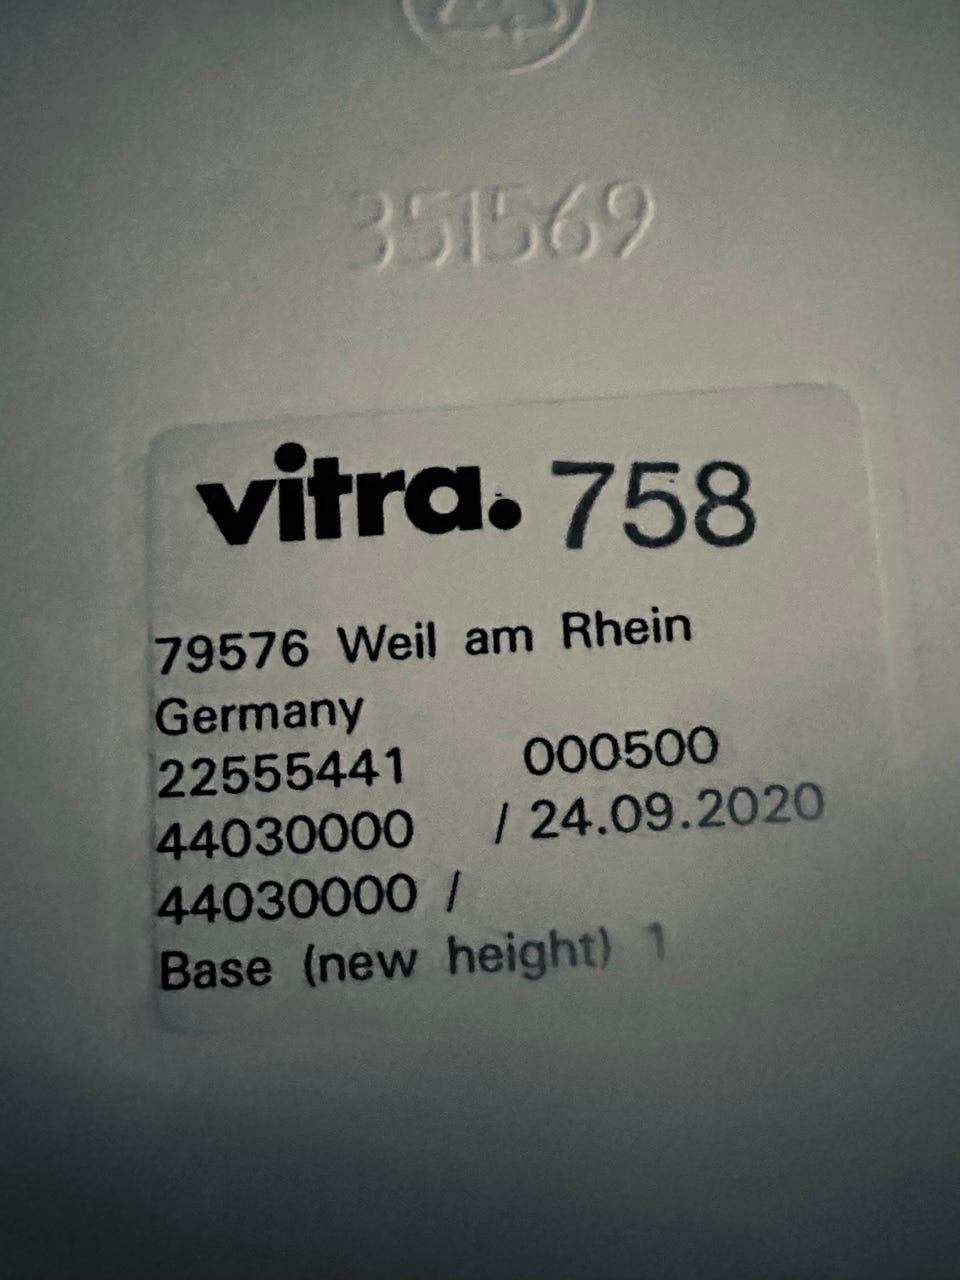 351569
vitra. 758
79576 Weil am Rhein
Germany
22555441 000500
44030000 / 24.09.2020
44030000 /
Base (new height) 1